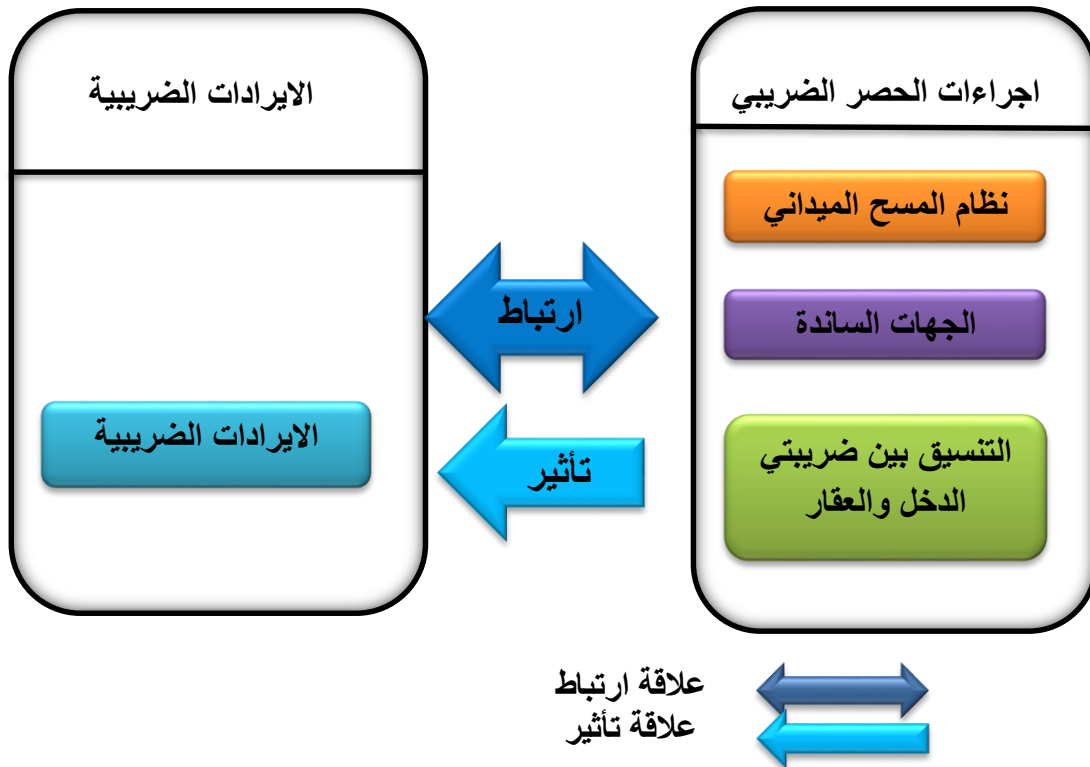 اجراءات الحصر الضريبي
نظام المسح الميداني
الجهات الساندة
التنسيق بين ضريبتي
الدخل والعقار
ارتباط
تأثير
الايرادات الضريبية
الايرادات الضريبية
علاقة ارتباط
علاقة تأثير